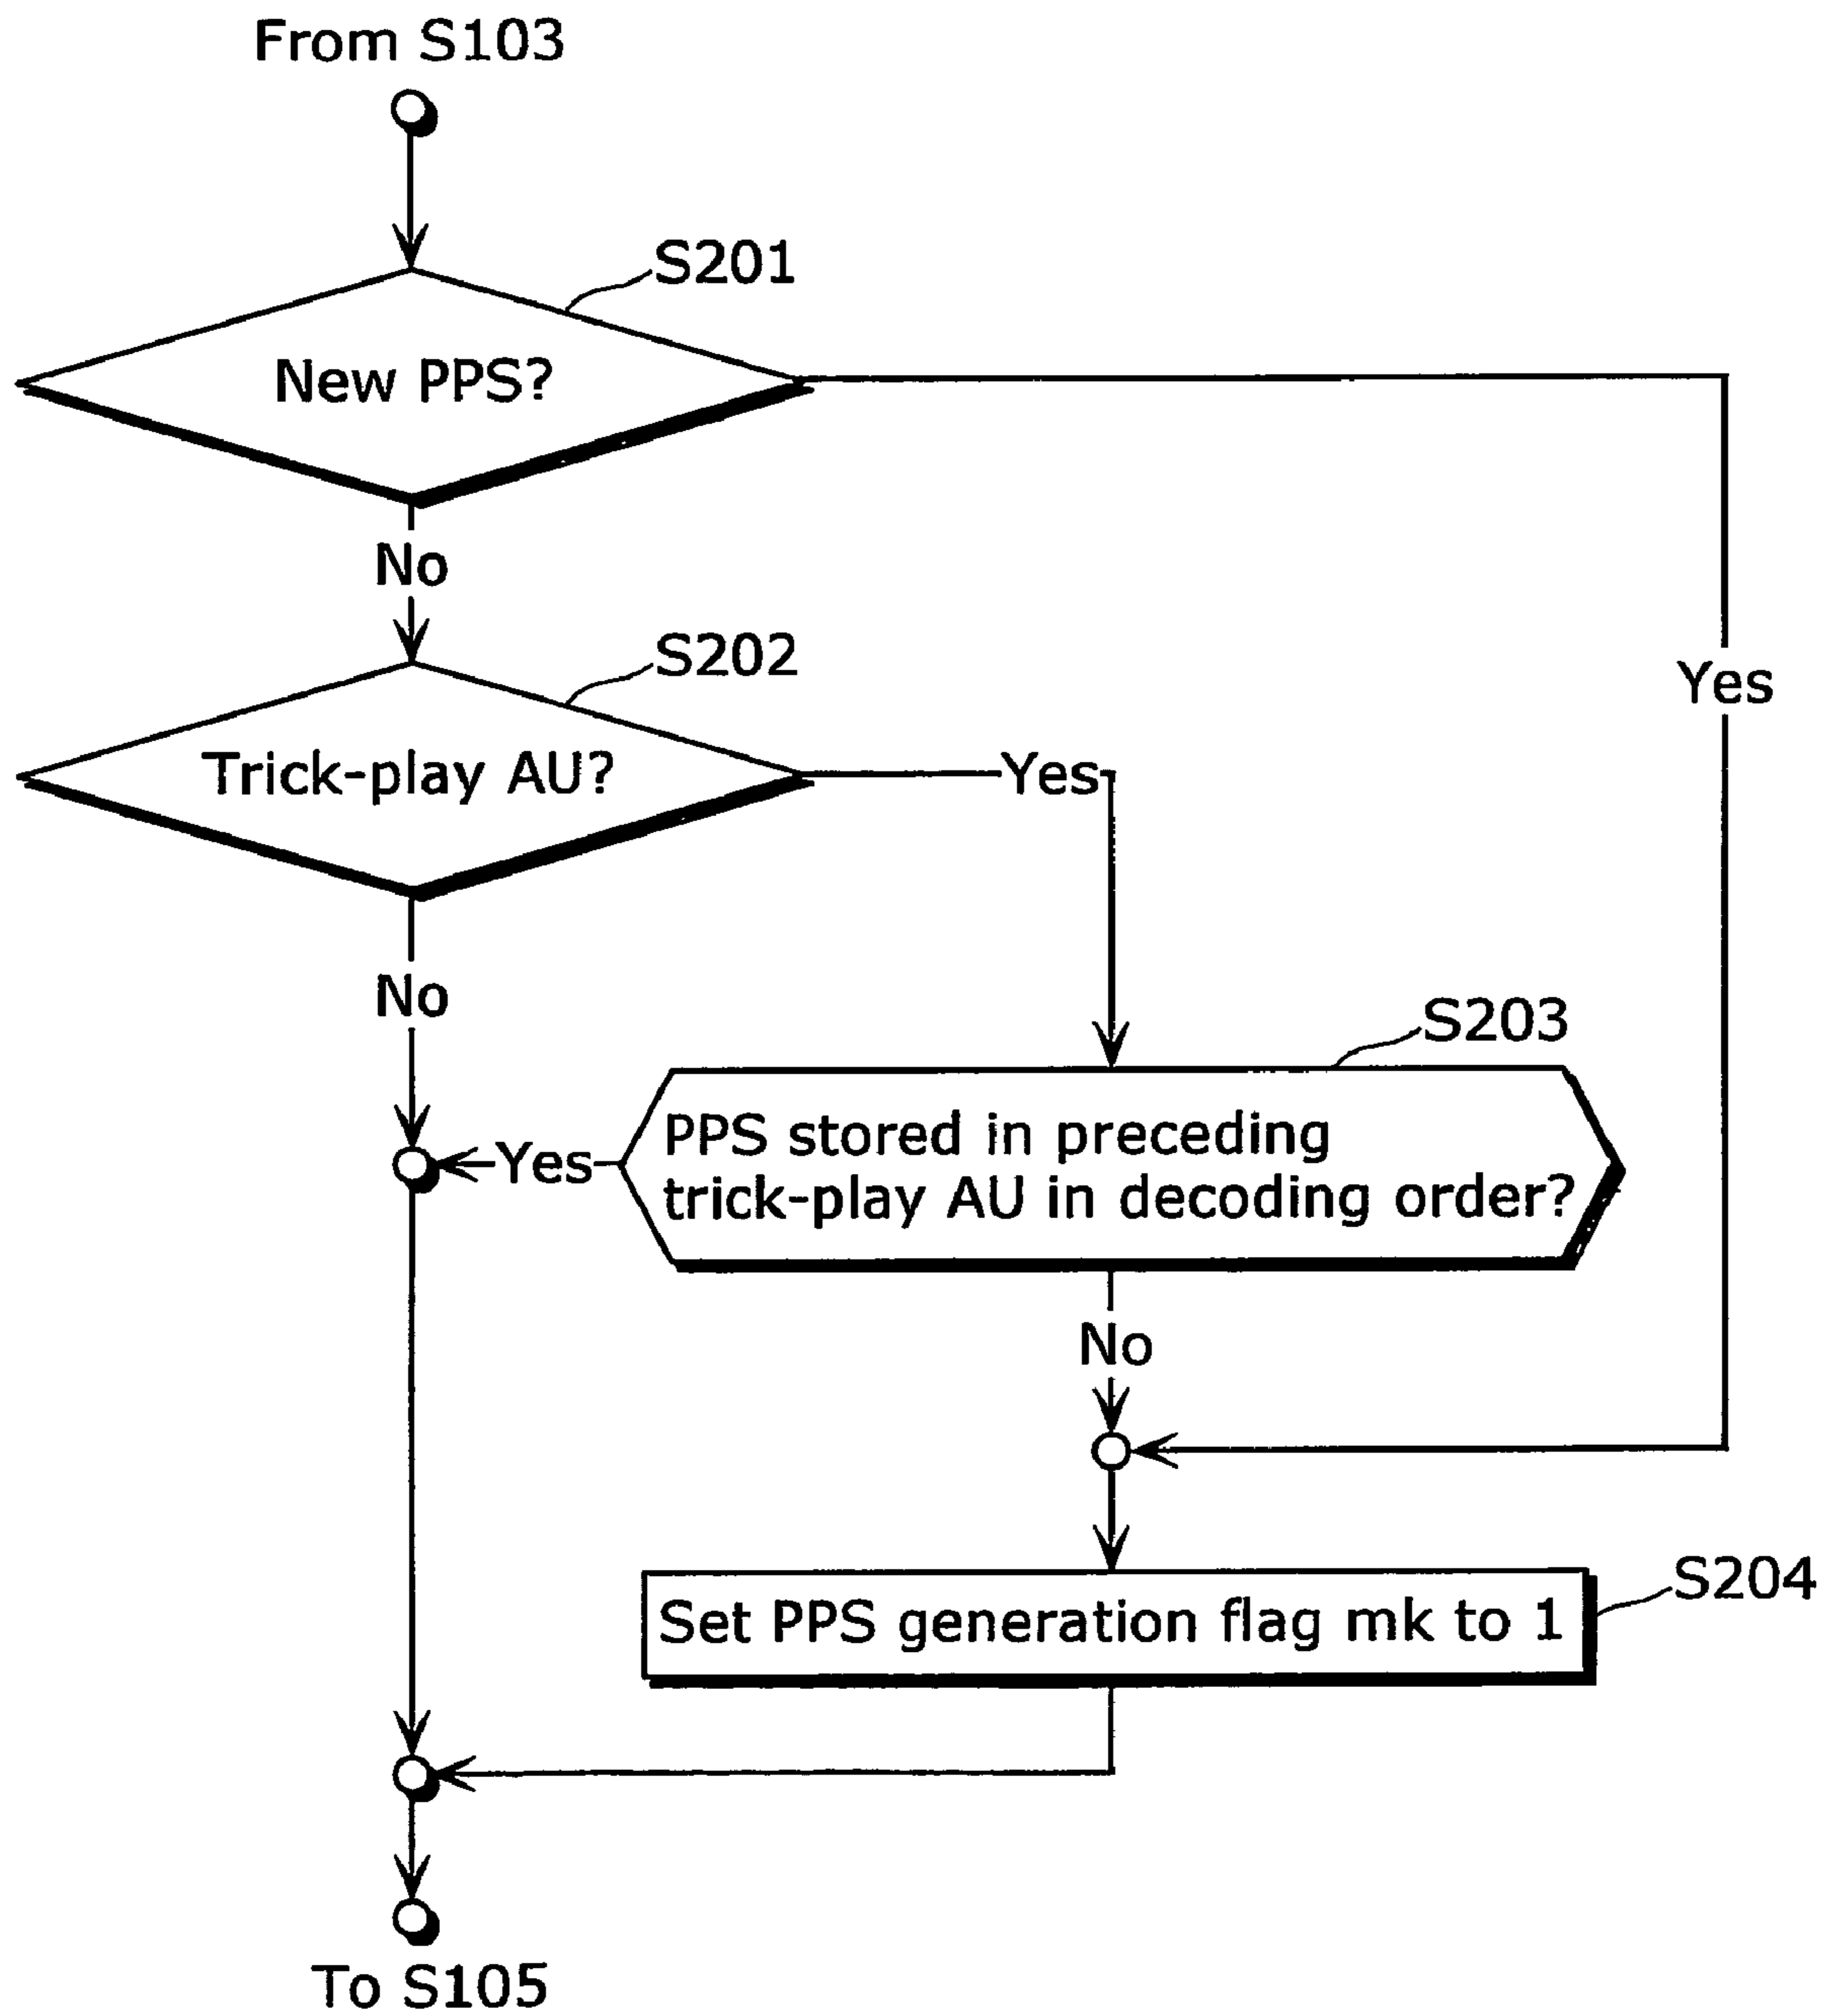 From S103
S201
New PPS?
No
S202
Yes
Trick-play AU?
Yes
No
S203
PPS stored in preceding
trick-play AU in decoding order?
Yes
No
S204
Set PPS generation flag mk to 1
To S105